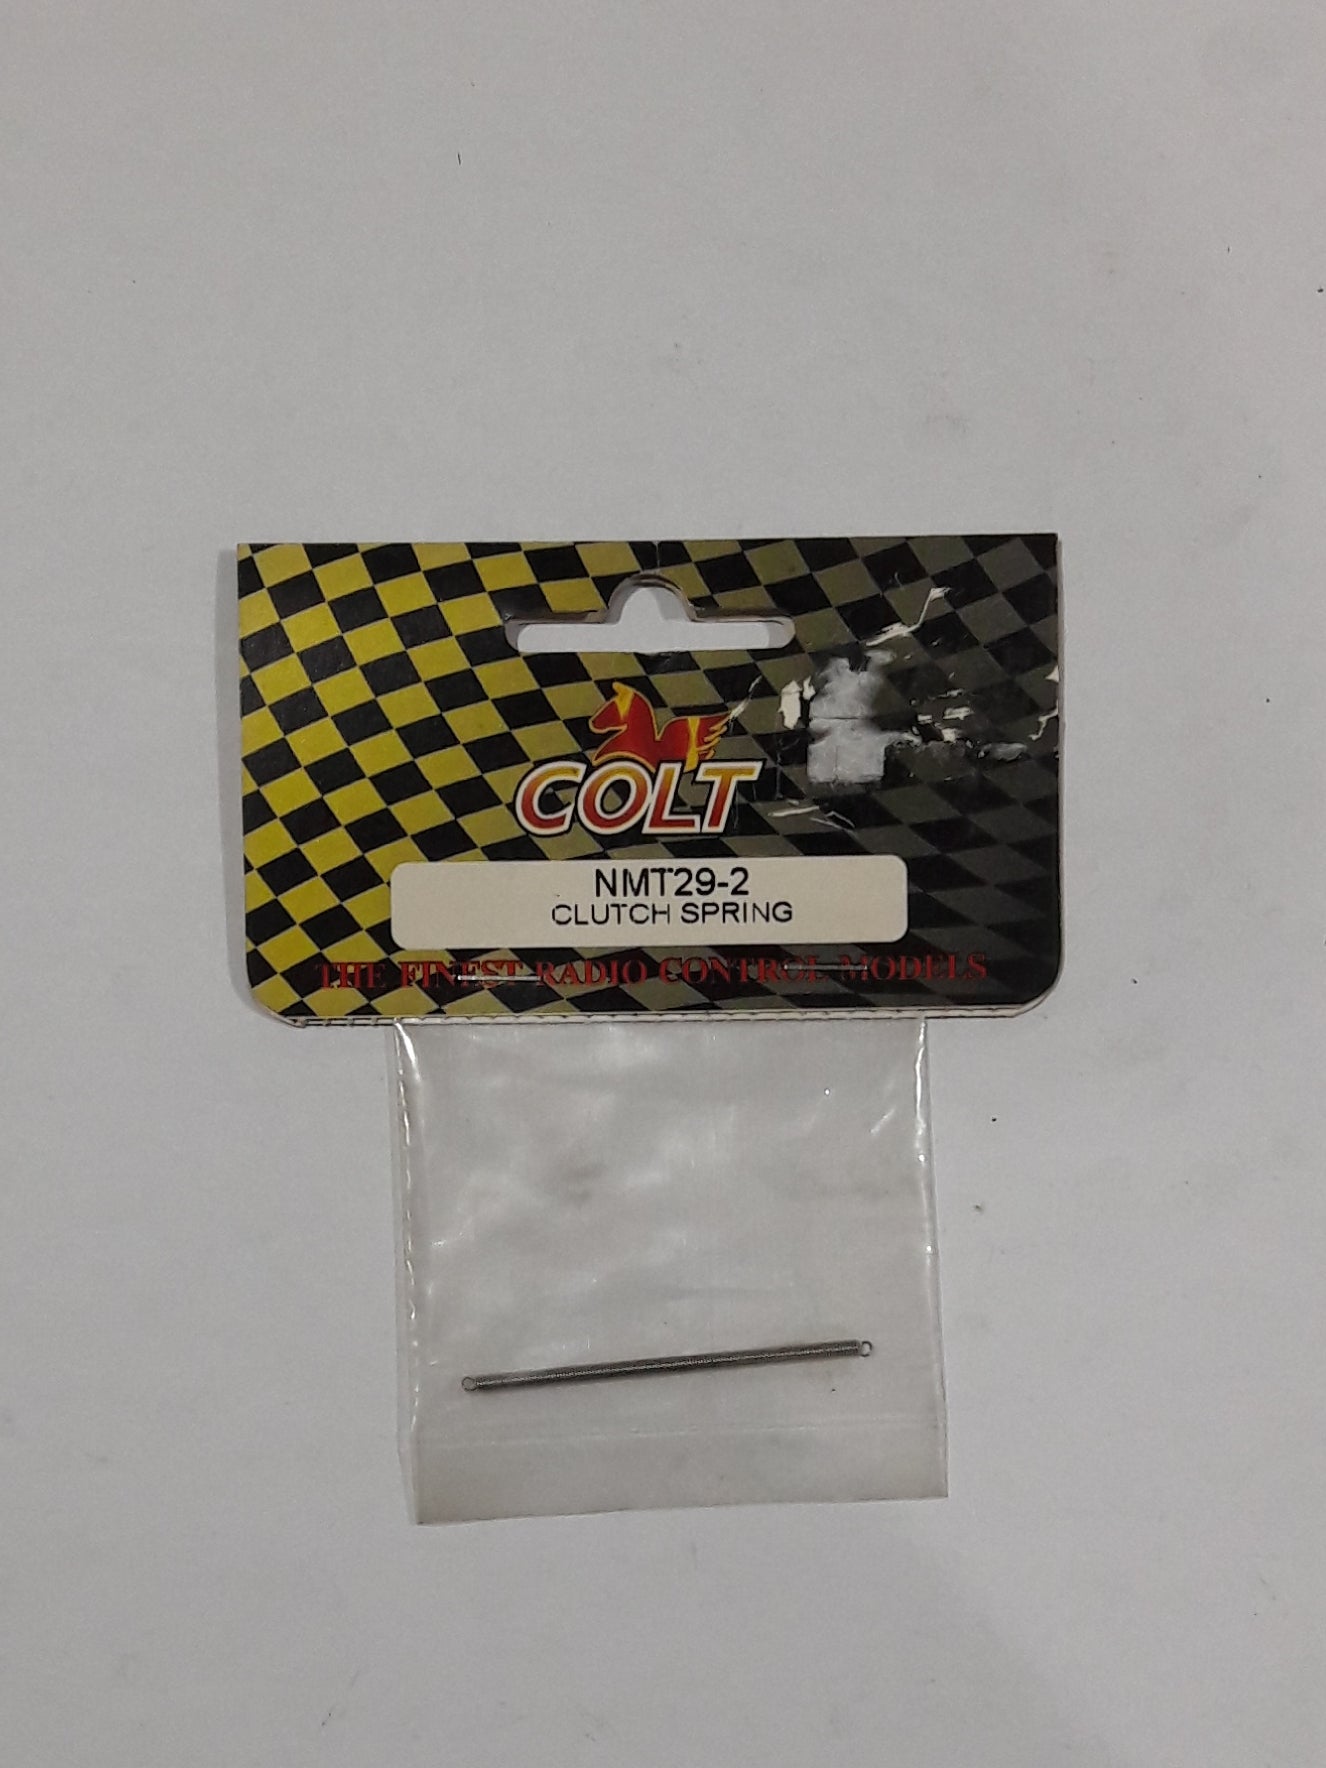 COLT
NMT29-2
CLUTCH SPRING
THE FINEST RADIO CONTROL MODELS